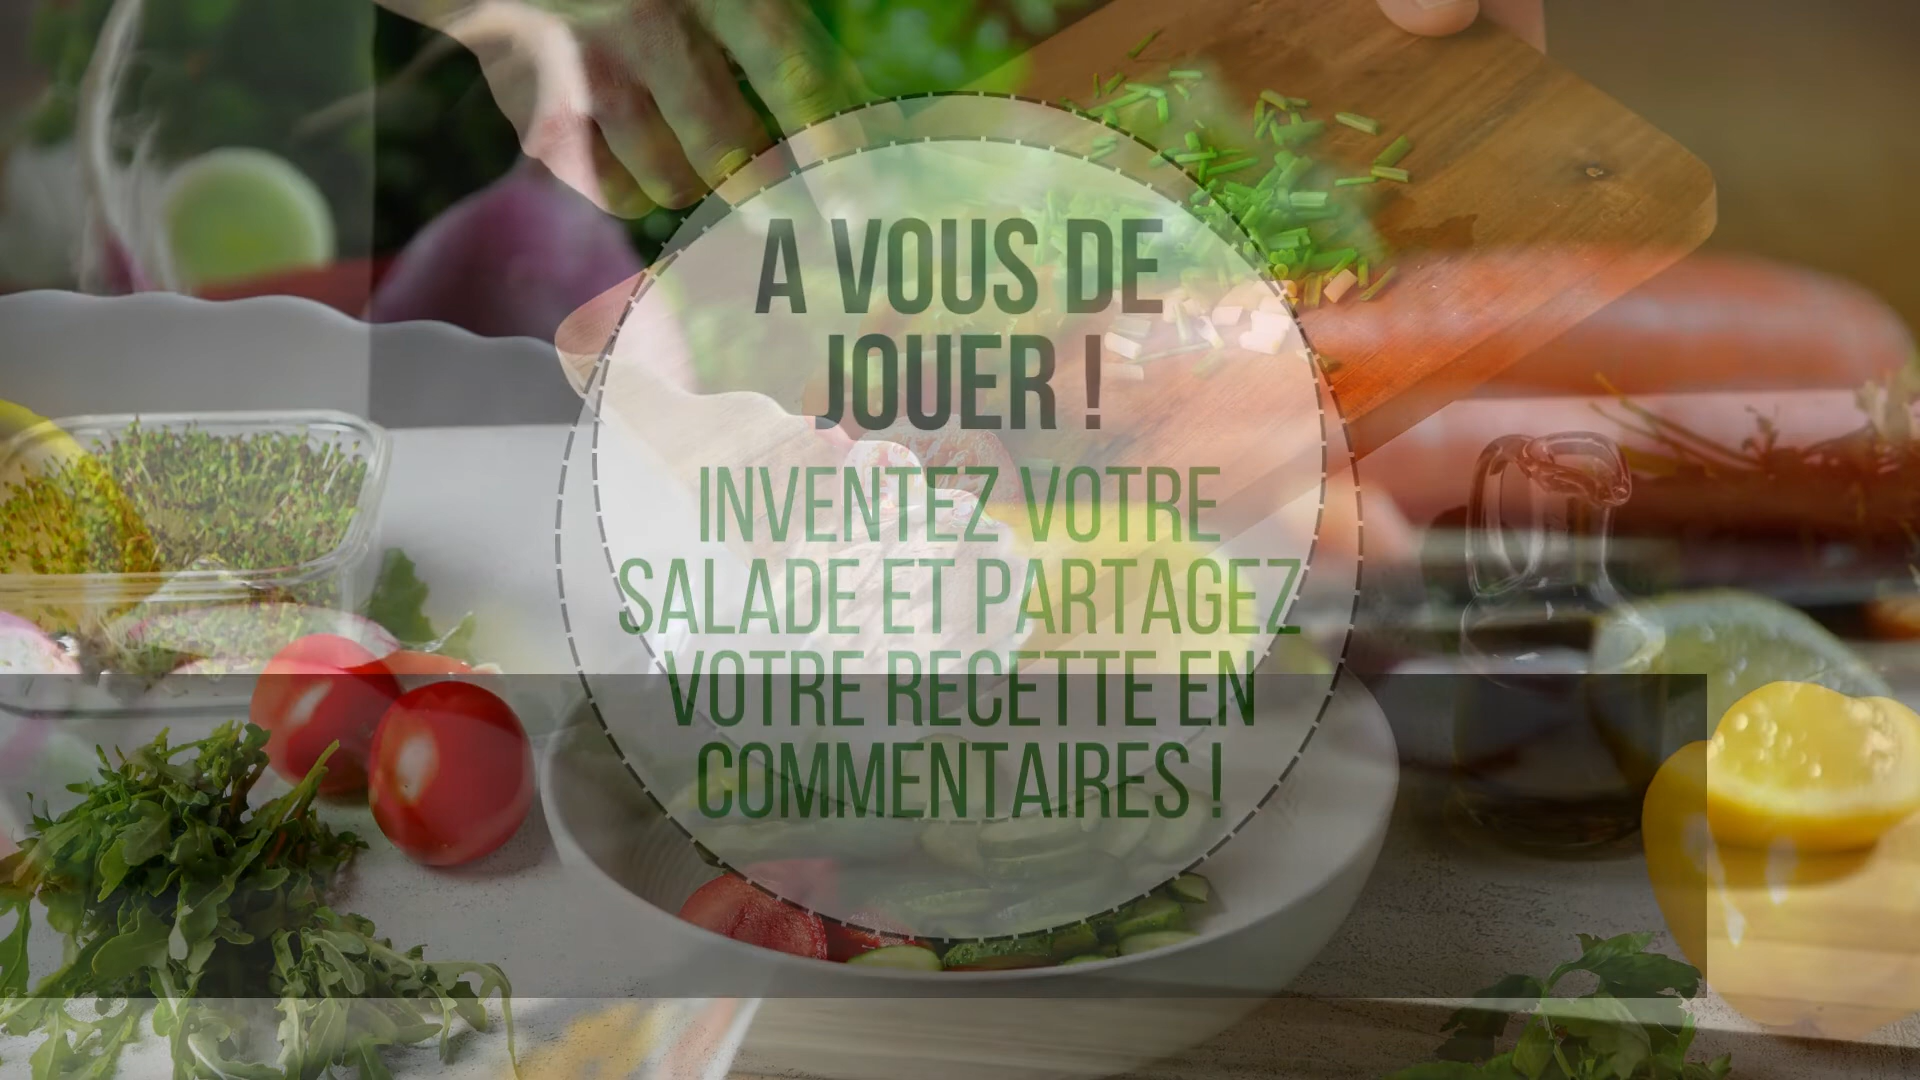 A VOUS DE
JOUER !
INVENTEZ VOTRE
SALADE ET PARTAGEZ
VOTRE RECETTE EN
COMMENTAIRES !